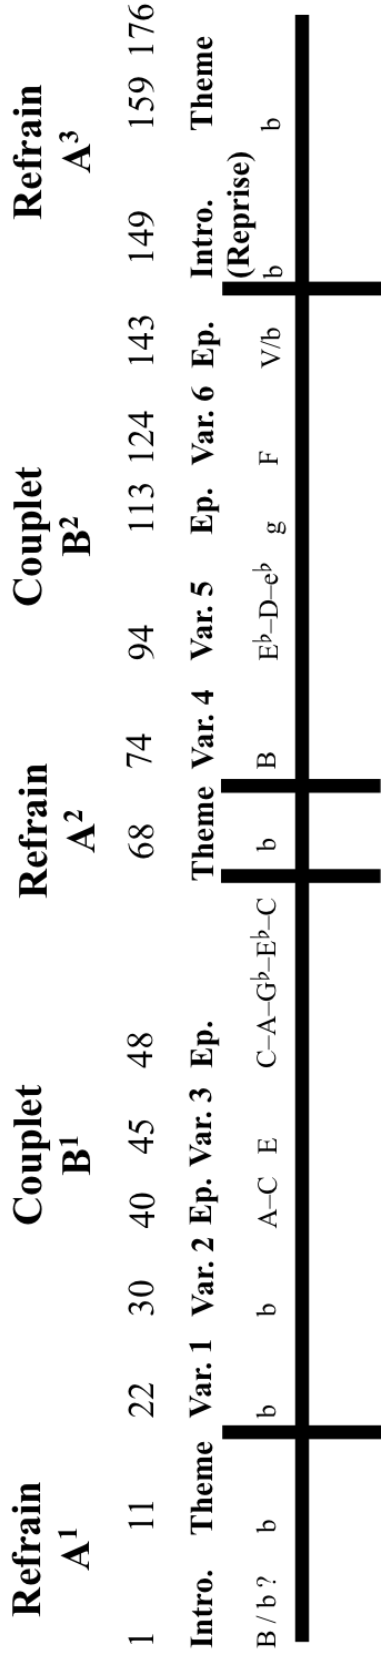 Refrain Couplet Refrain Couplet Refrain
A¹ B¹ A² B² A³
1 11 22 30 40 45 48 68 74 94 113 124 143 149 159 176
Intro. Theme Var. 1 Var. 2 Ep. Var. 3 Ep. Theme Var. 4 Var. 5 Ep. Var. 6 Ep. Intro. Theme
(Reprise)
B / b ? b b b A–C E C–A–G♭–E♭–C b B E♭–D–e♭ g F V/b b b